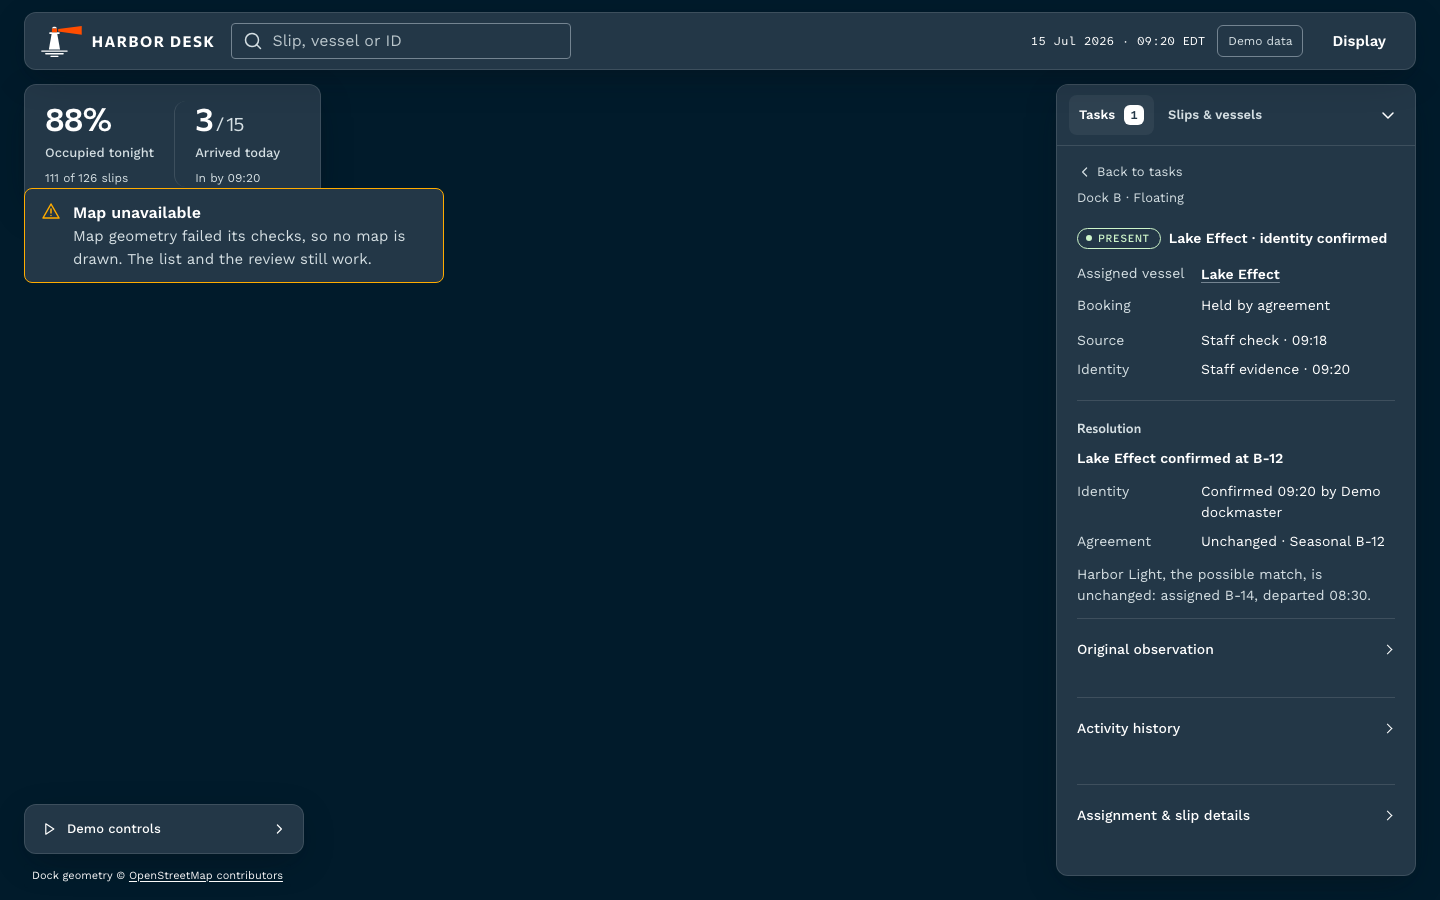 HARBOR DESK
Slip, vessel or ID
15 Jul 2026 · 09:20 EDT
Demo data
Display
88%
Occupied tonight
111 of 126 slips
3/15
Arrived today
In by 09:20
Map unavailable
Map geometry failed its checks, so no map is
drawn. The list and the review still work.
Tasks 1
Slips & vessels
Back to tasks
Dock B · Floating
PRESENT Lake Effect · identity confirmed
Assigned vessel Lake Effect
Booking Held by agreement
Source Staff check · 09:18
Identity Staff evidence · 09:20
Resolution
Lake Effect confirmed at B-12
Identity Confirmed 09:20 by Demo
dockmaster
Agreement Unchanged · Seasonal B-12
Harbor Light, the possible match, is
unchanged: assigned B-14, departed 08:30.
Original observation
Activity history
Assignment & slip details
Demo controls
Dock geometry © OpenStreetMap contributors